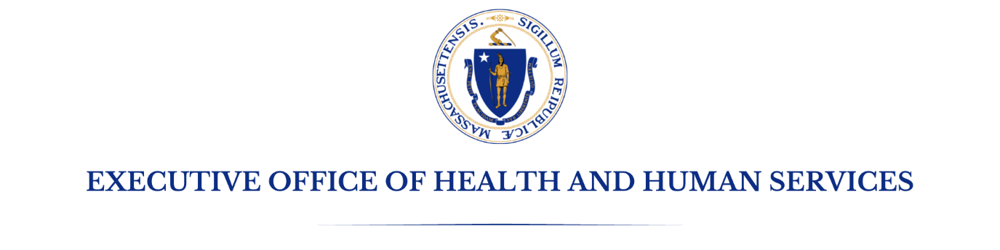 SIGILLUM REIPUBLICÆ MASSACHUSETTENSIS.
EXECUTIVE OFFICE OF HEALTH AND HUMAN SERVICES